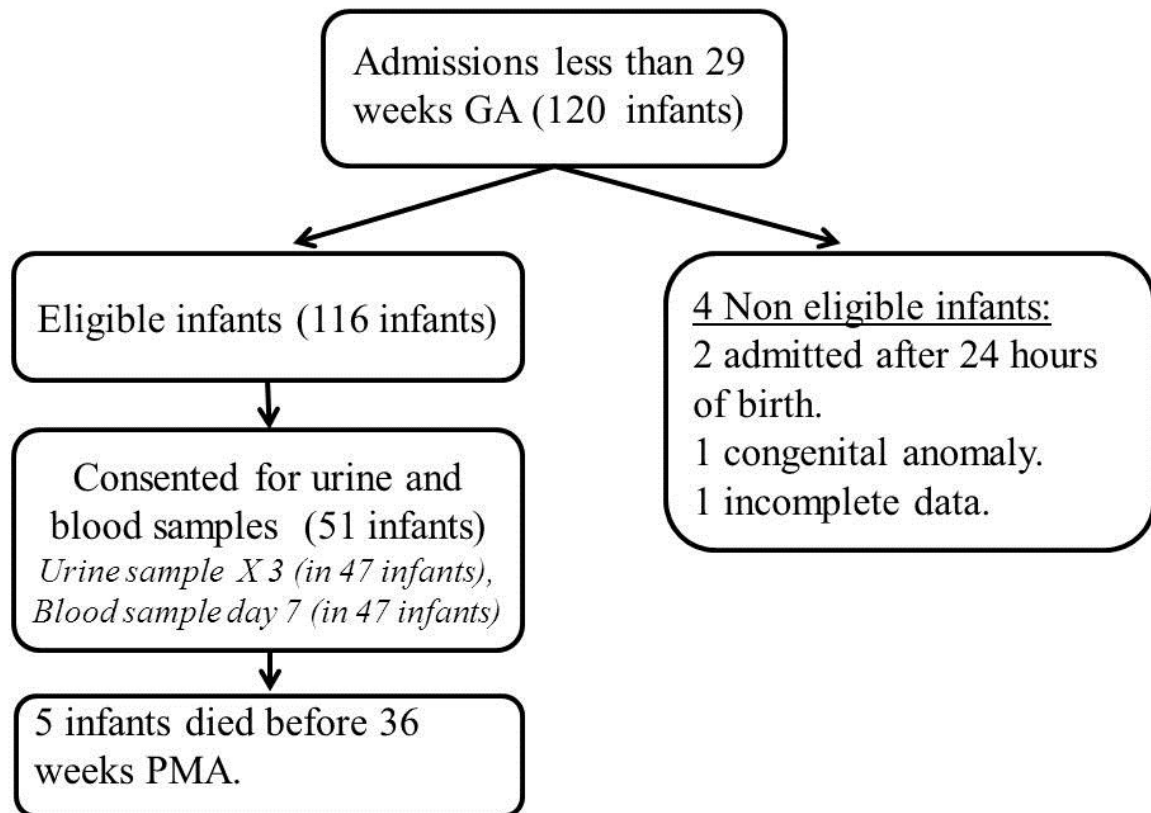 Admissions less than 29
weeks GA (120 infants)
Eligible infants (116 infants)
4 Non eligible infants:
2 admitted after 24 hours
of birth.
1 congenital anomaly.
1 incomplete data.
Consented for urine and
blood samples (51 infants)
Urine sample X 3 (in 47 infants),
Blood sample day 7 (in 47 infants)
5 infants died before 36
weeks PMA.